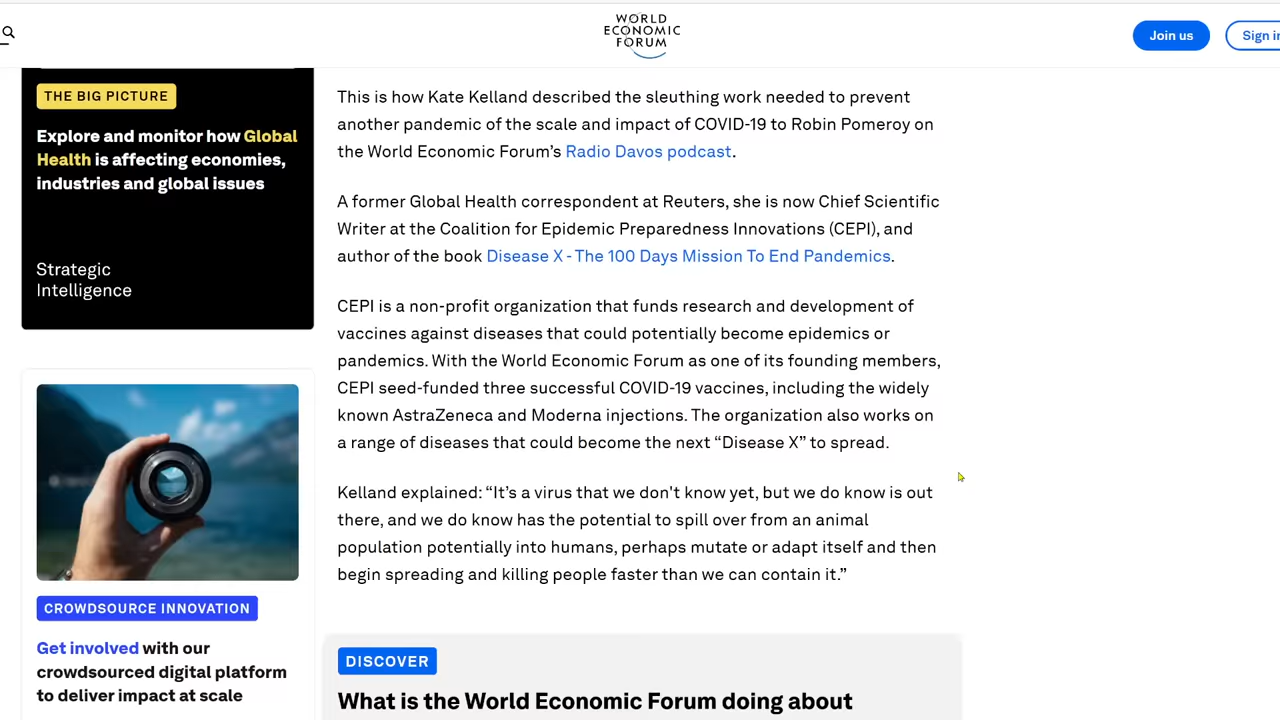 WORLD
ECONOMIC
FORUM
Join us
Sign in
THE BIG PICTURE
Explore and monitor how Global
Health is affecting economies,
industries and global issues
Strategic
Intelligence
CROWDSOURCE INNOVATION
Get involved with our
crowdsourced digital platform
to deliver impact at scale
This is how Kate Kelland described the sleuthing work needed to prevent
another pandemic of the scale and impact of COVID-19 to Robin Pomeroy on
the World Economic Forum’s Radio Davos podcast.
A former Global Health correspondent at Reuters, she is now Chief Scientific
Writer at the Coalition for Epidemic Preparedness Innovations (CEPI), and
author of the book Disease X - The 100 Days Mission To End Pandemics.
CEPI is a non-profit organization that funds research and development of
vaccines against diseases that could potentially become epidemics or
pandemics. With the World Economic Forum as one of its founding members,
CEPI seed-funded three successful COVID-19 vaccines, including the widely
known AstraZeneca and Moderna injections. The organization also works on
a range of diseases that could become the next “Disease X” to spread.
Kelland explained: “It’s a virus that we don't know yet, but we do know is out
there, and we do know has the potential to spill over from an animal
population potentially into humans, perhaps mutate or adapt itself and then
begin spreading and killing people faster than we can contain it.”
DISCOVER
What is the World Economic Forum doing about